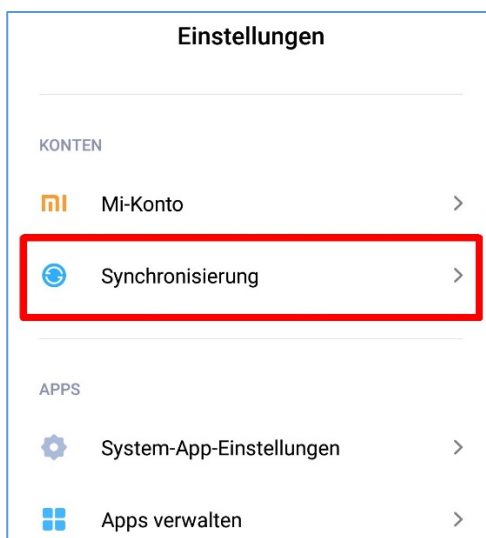 Einstellungen
KONTEN
Mi-Konto
Synchronisierung
APPS
System-App-Einstellungen
Apps verwalten